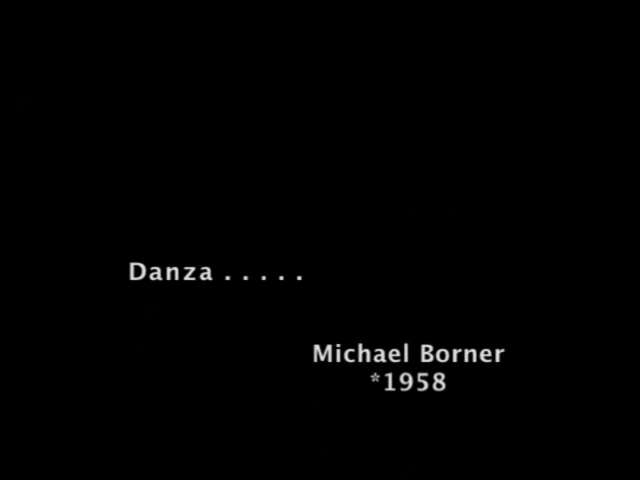 Danza . . . . .
Michael Borner
*1958